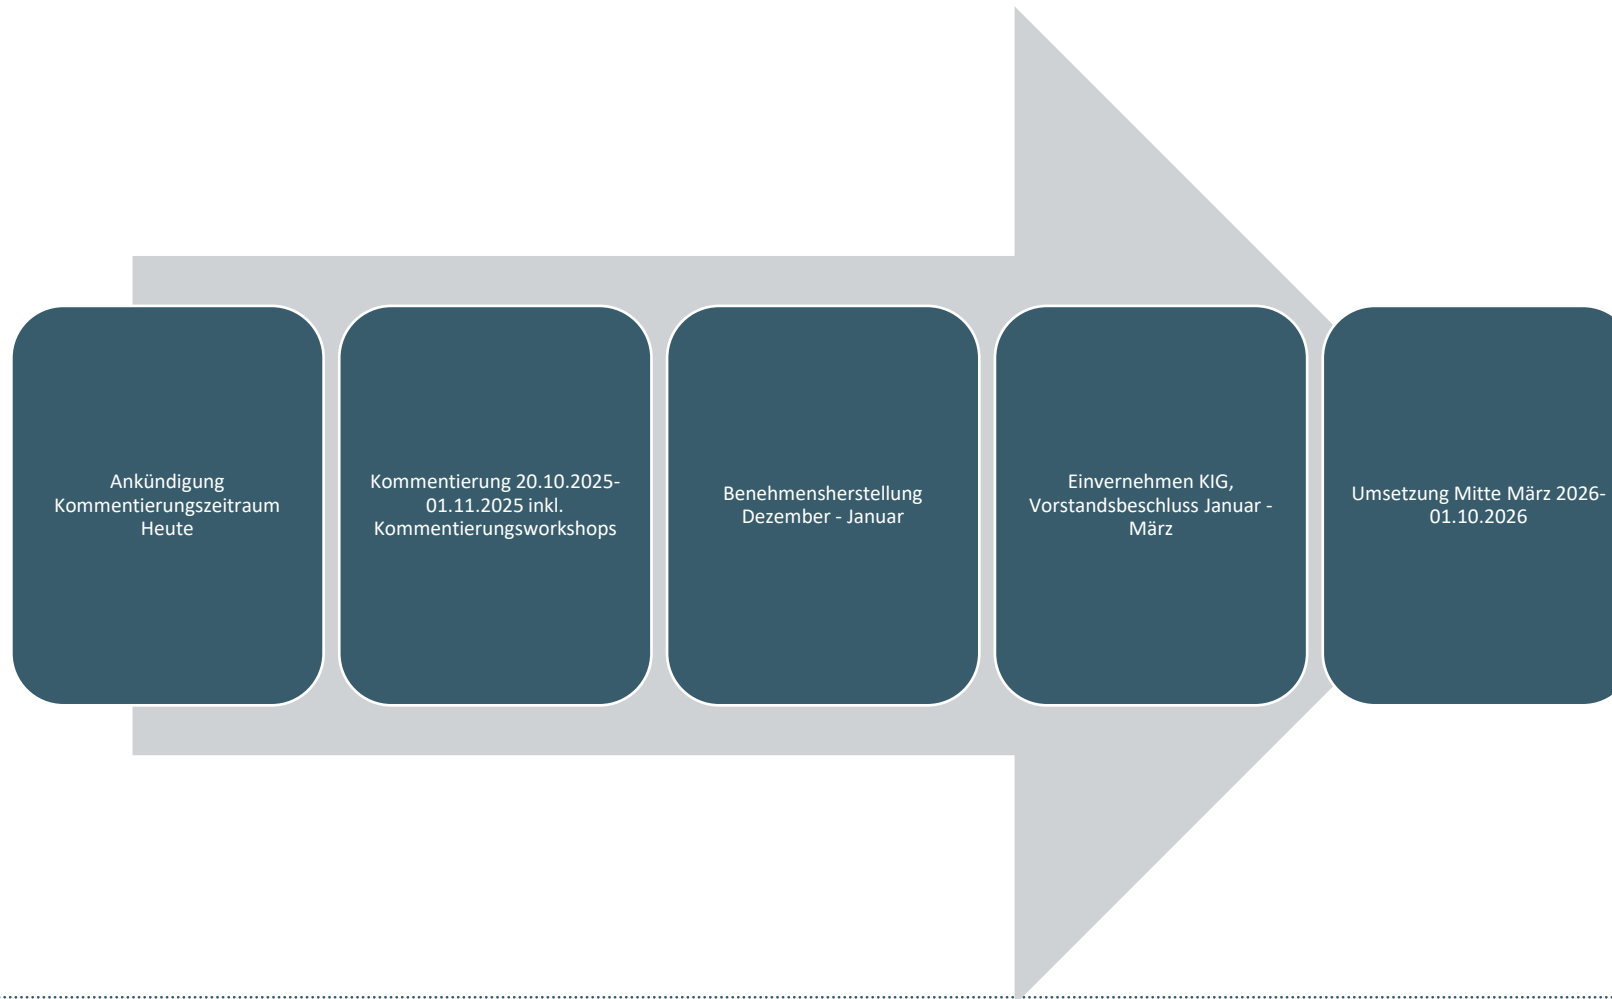 Ankündigung
Kommentierungszeitraum
Heute
Kommentierung 20.10.2025-
01.11.2025 inkl.
Kommentierungsworkshops
Benehmensherstellung
Dezember - Januar
Einvernehmen KIG,
Vorstandsbeschluss Januar -
März
Umsetzung Mitte März 2026-
01.10.2026